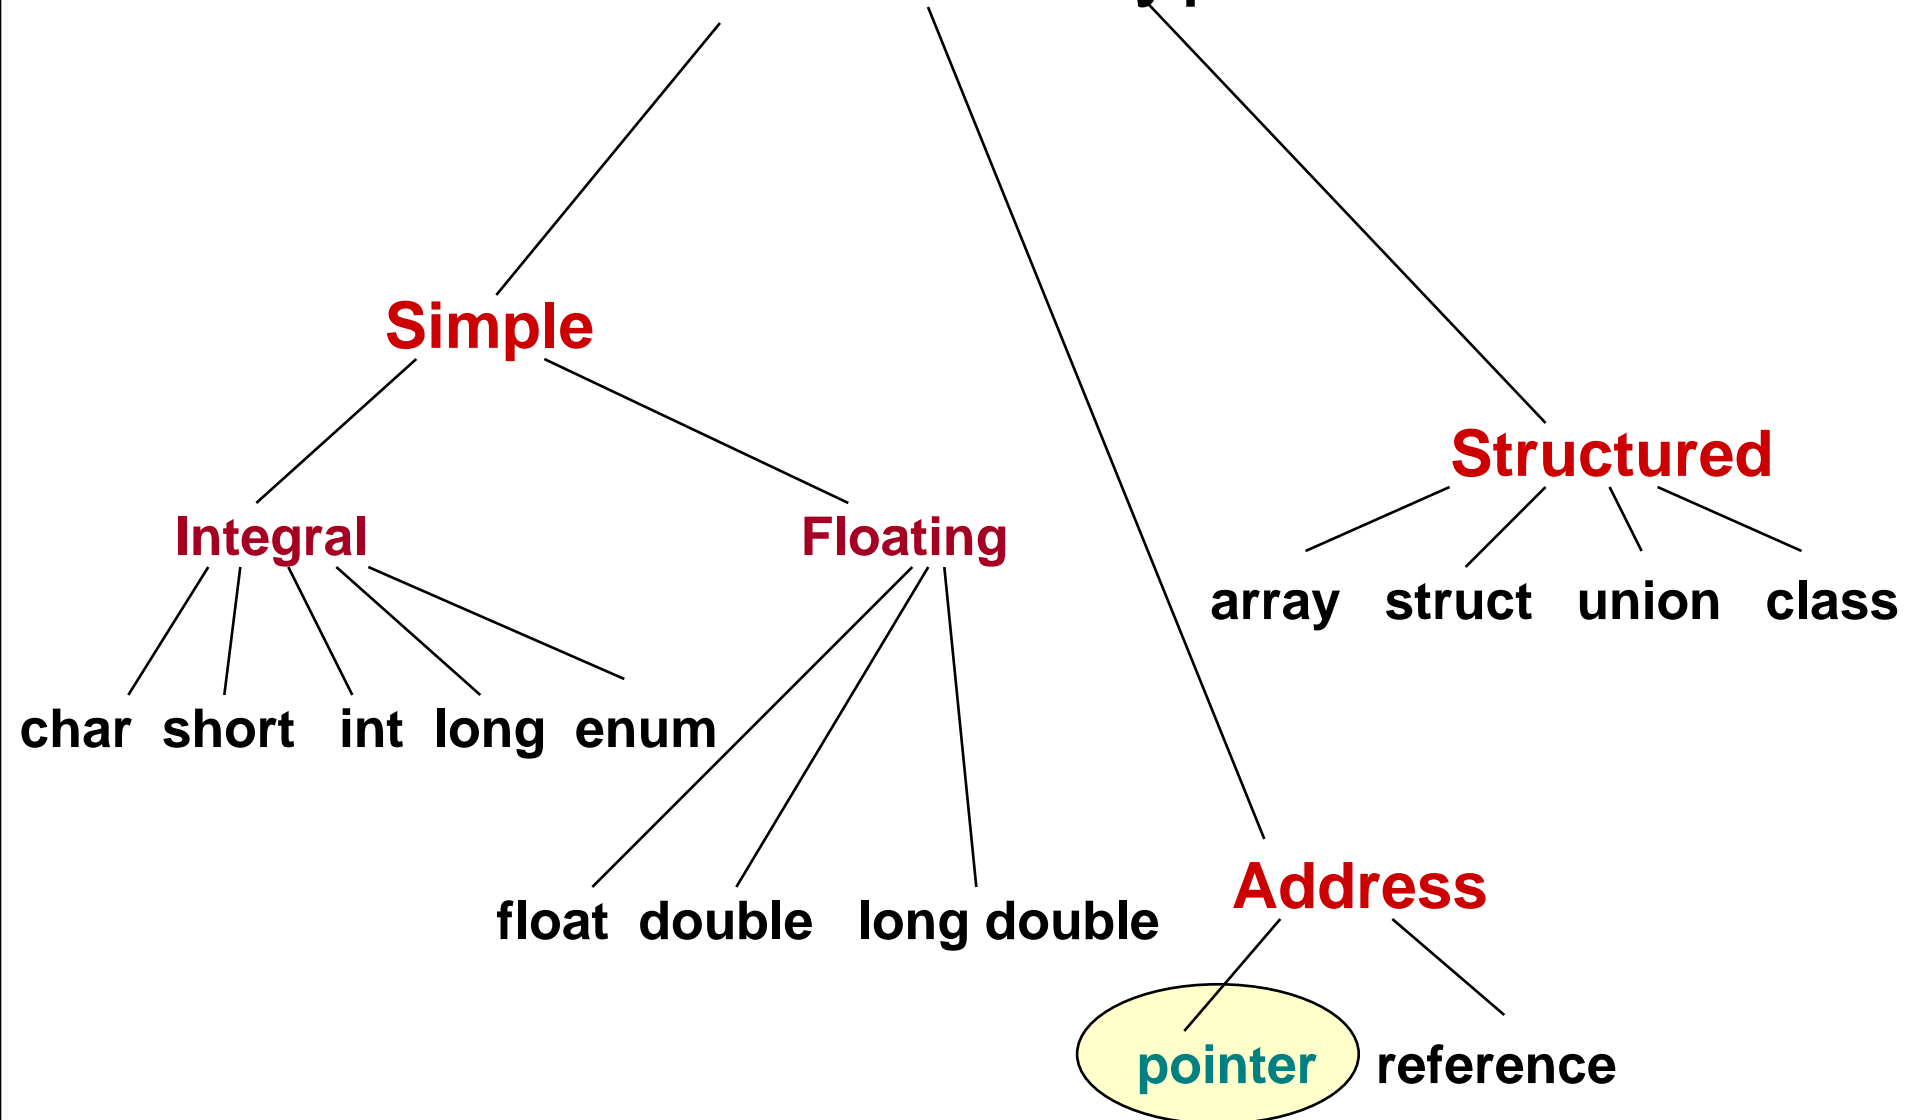 Simple
Structured
Integral Floating
array struct union class
char short int long enum
Address
float double long double
pointer reference